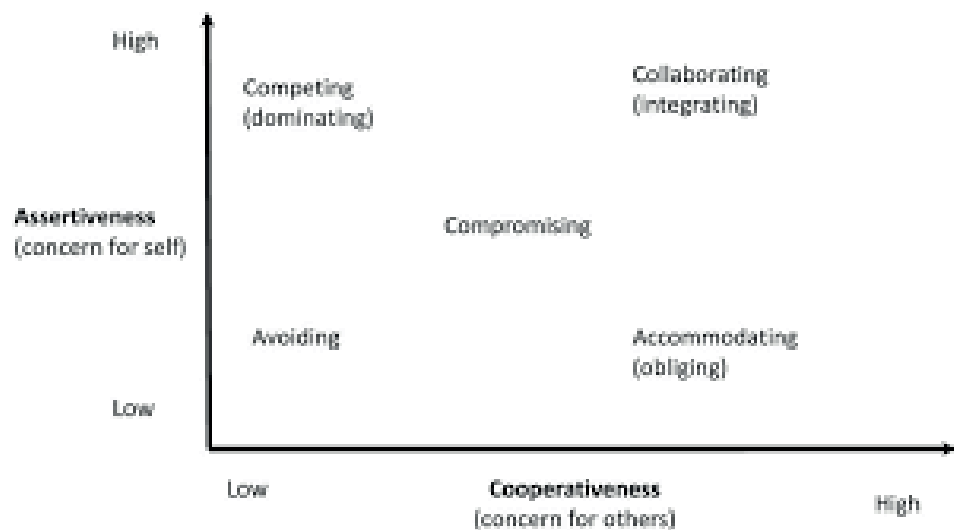 High
Competing
(dominating)
Collaborating
(integrating)
Assertiveness
(concern for self)
Compromising
Avoiding
Accommodating
(obliging)
Low
Low
Cooperativeness
(concern for others)
High